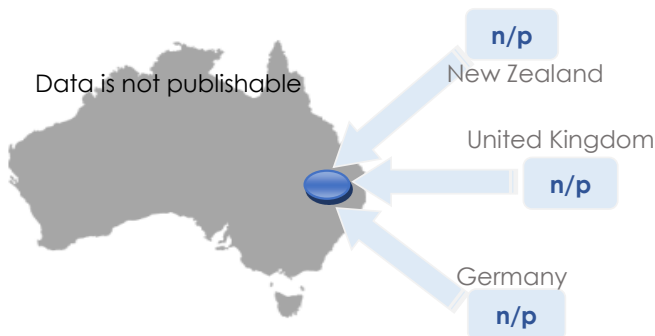 n/p
New Zealand
Data is not publishable
United Kingdom
n/p
Germany
n/p